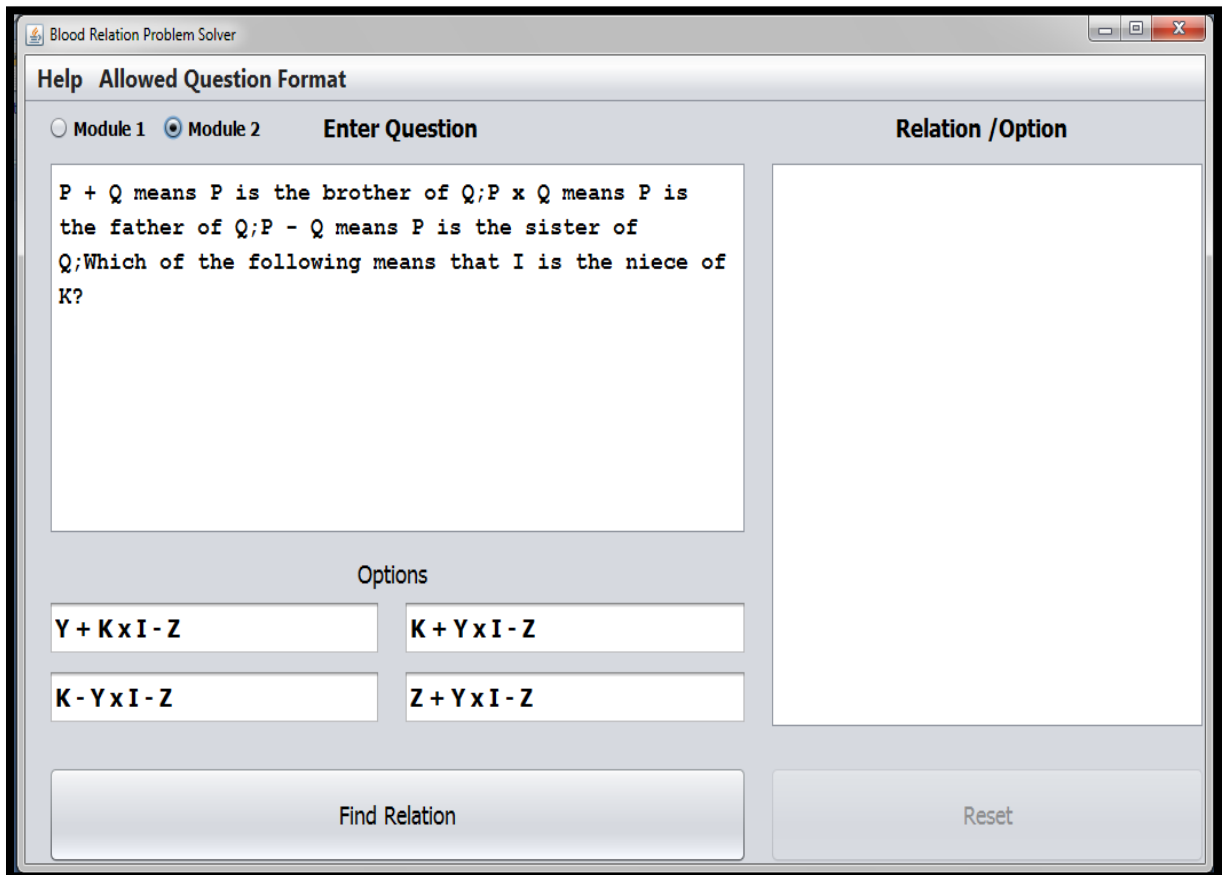 Blood Relation Problem Solver
Help Allowed Question Format
Module 1 Module 2 Enter Question Relation /Option
P + Q means P is the brother of Q;P x Q means P is
the father of Q;P - Q means P is the sister of
Q;Which of the following means that I is the niece of
K?
Options
Y + K x I - Z K + Y x I - Z
K - Y x I - Z Z + Y x I - Z
Find Relation Reset